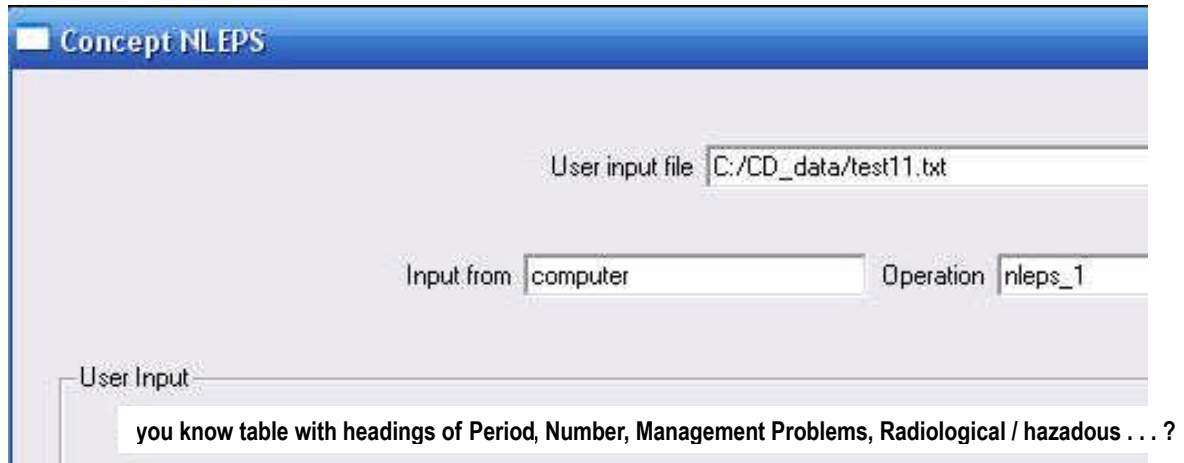 Concept NLEPS
User input file C:/CD_data/test11.txt
Input from computer Operation nleps_1
User Input
you know table with headings of Period, Number, Management Problems, Radiological / hazadous . . . ?